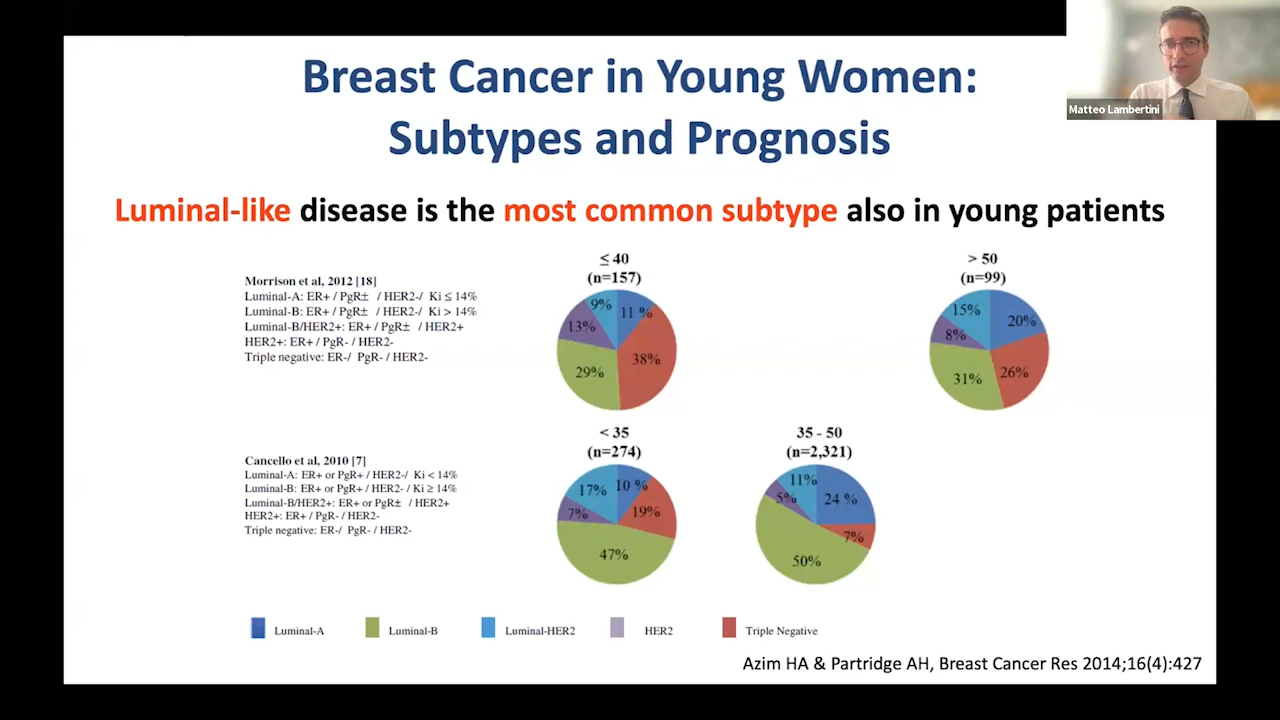 Matteo Lambertini
Breast Cancer in Young Women:
Subtypes and Prognosis
Luminal-like disease is the most common subtype also in young patients
Morrison et al, 2012 [18]
Luminal-A: ER+ / PgR± / HER2-/ Ki ≤ 14%
Luminal-B: ER+ / PgR± / HER2-/ Ki > 14%
Luminal-B/HER2+: ER+ / PgR± / HER2+
HER2+: ER+ / PgR- / HER2-
Triple negative: ER-/ PgR- / HER2-
≤ 40
(n=157)
9%
11 %
13%
38%
29%
> 50
(n=99)
15%
20%
8%
26%
31%
Cancello et al, 2010 [7]
Luminal-A: ER+ or PgR+ / HER2-/ Ki < 14%
Luminal-B: ER+ or PgR+ / HER2- / Ki ≥ 14%
Luminal-B/HER2+: ER+ or PgR± / HER2+
HER2+: ER+ / PgR- / HER2-
Triple negative: ER-/ PgR- / HER2-
< 35
(n=274)
17%
10 %
7%
19%
47%
35 - 50
(n=2,321)
11%
24 %
5%
7%
50%
Luminal-A
Luminal-B
Luminal-HER2
HER2
Triple Negative
Azim HA & Partridge AH, Breast Cancer Res 2014;16(4):427